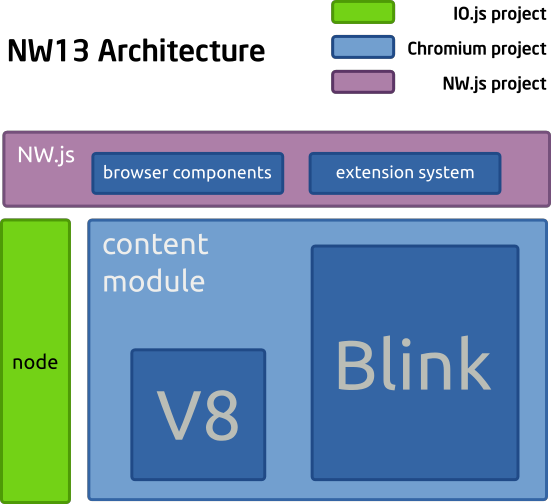 NW13 Architecture
IO.js project
Chromium project
NW.js project
NW.js
browser components
extension system
node
content
module
V8
Blink